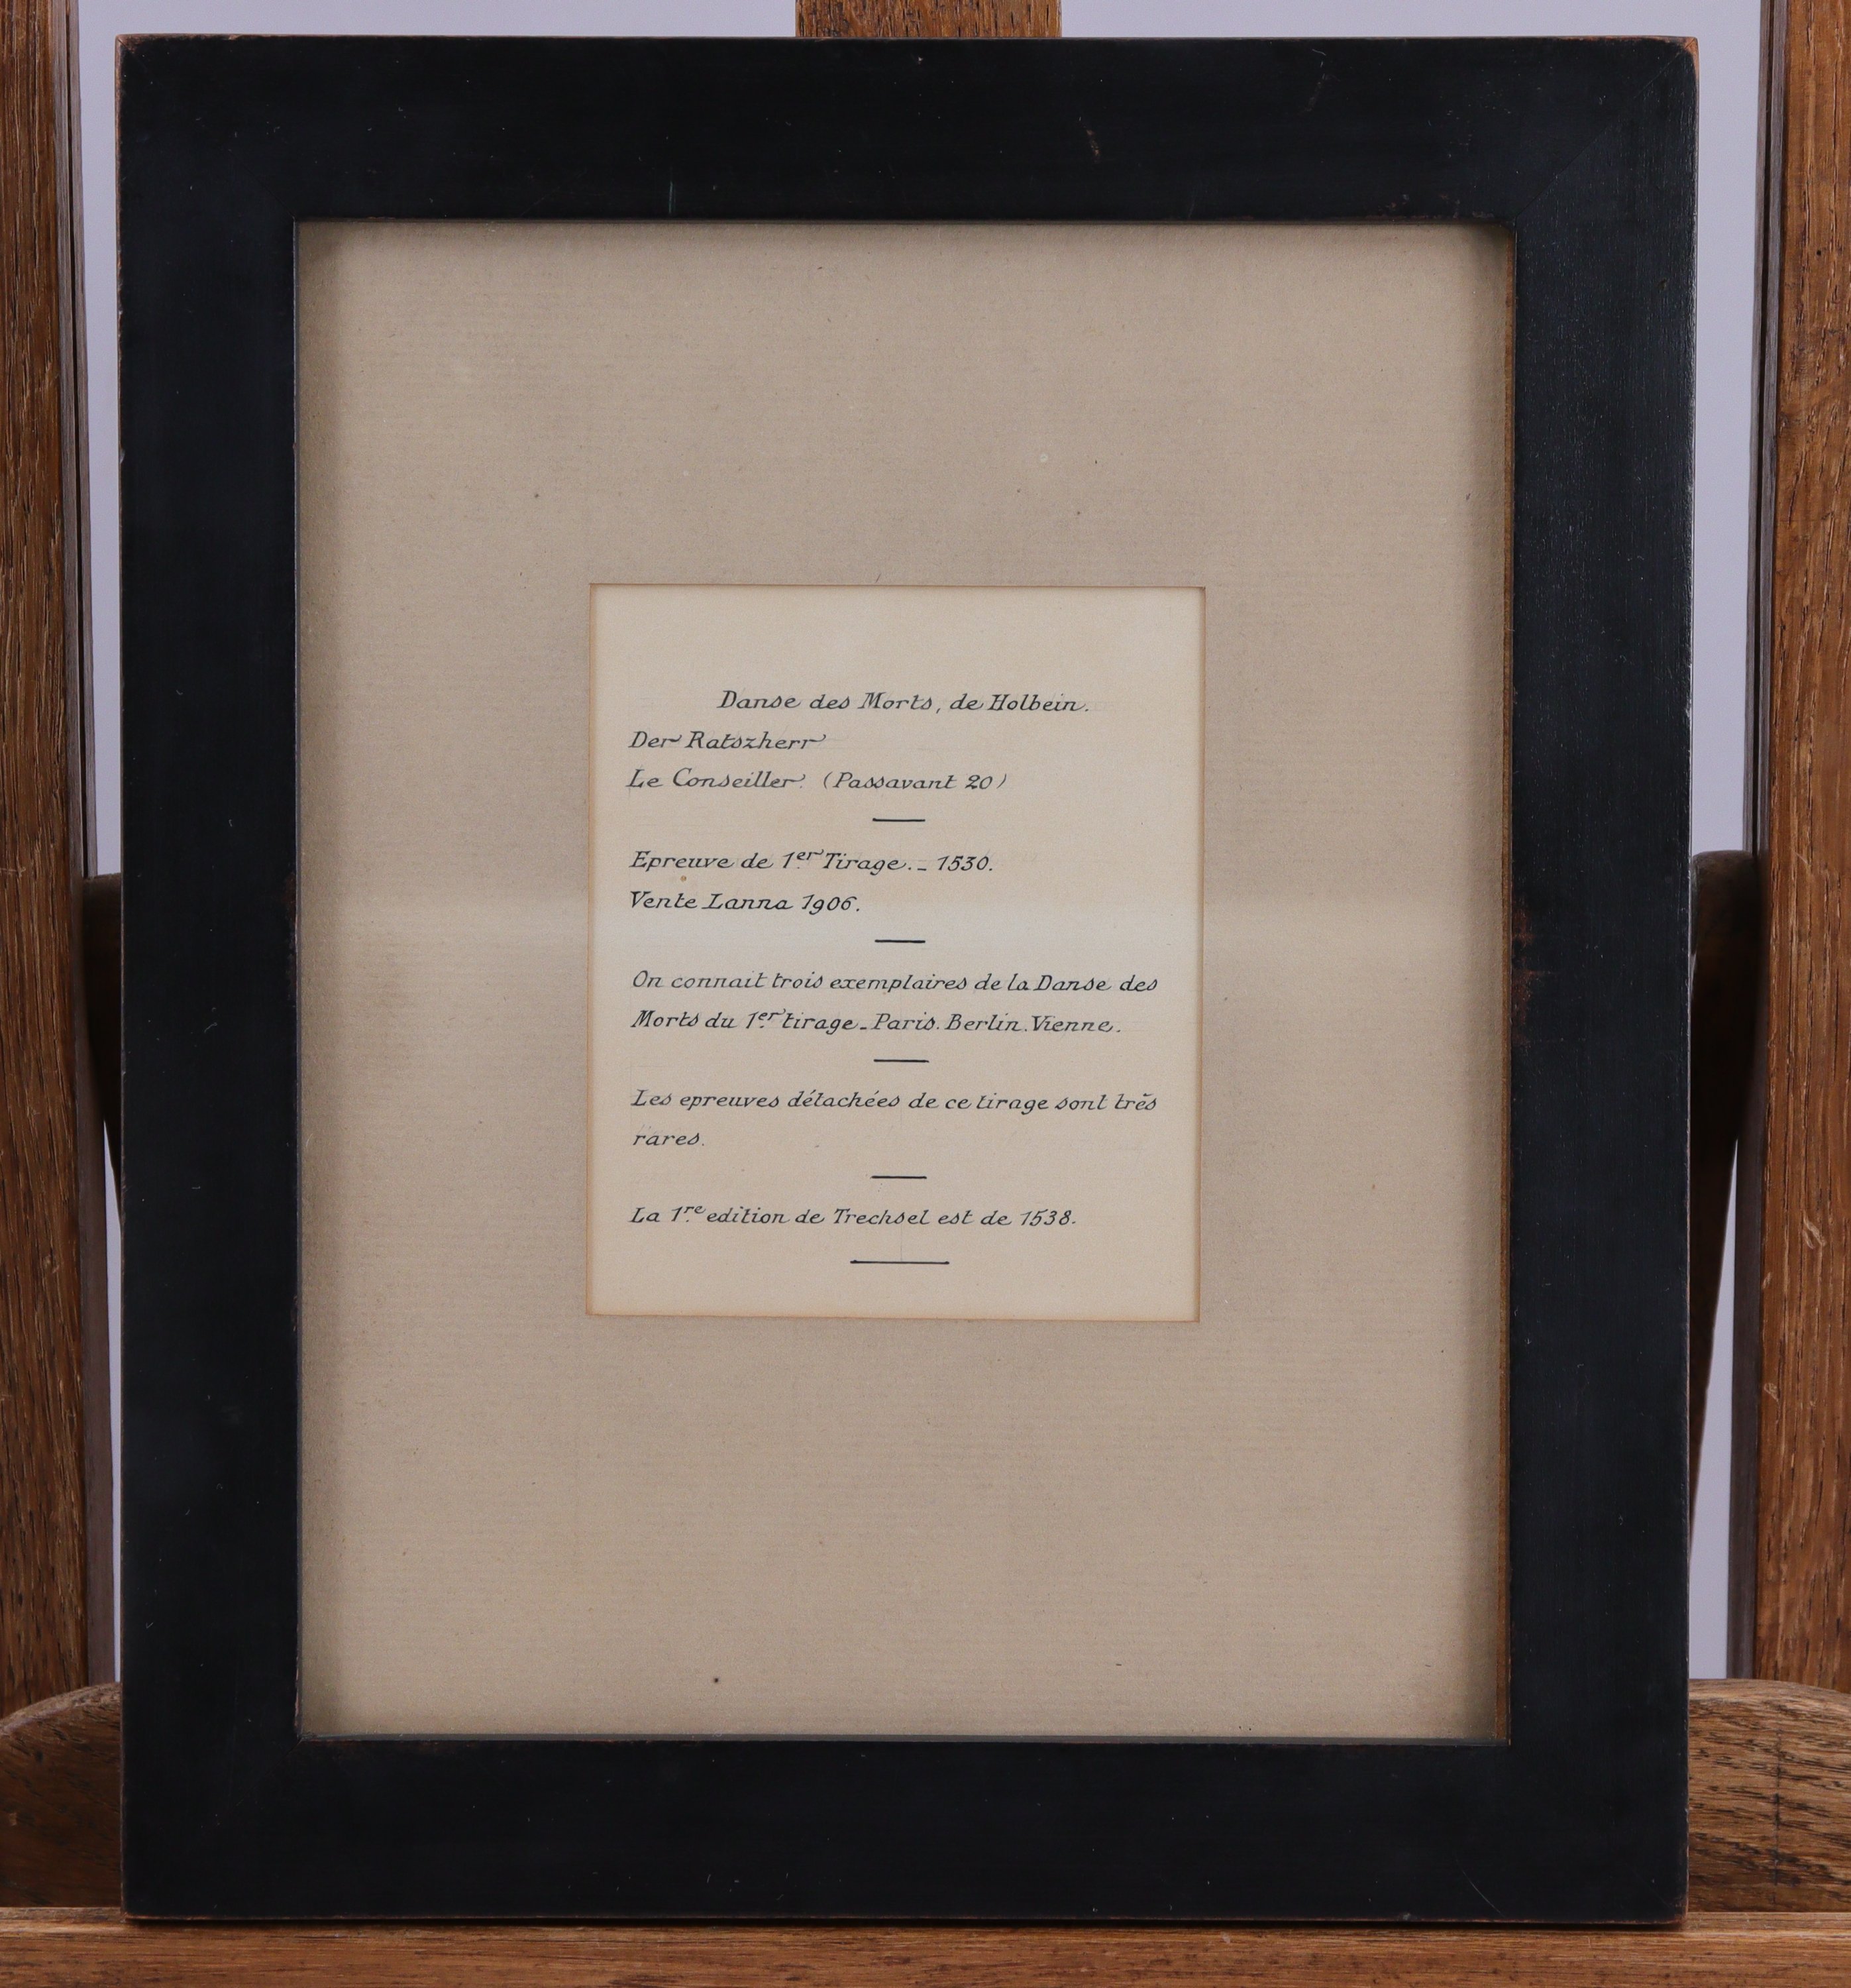 Danse des Morts, de Holbein.
Der Ratszherr
Le Conseiller. (Passavant 20)
Epreuve de 1er Tirage. - 1530.
Vente Lanna 1906.
On connait trois exemplaires de la Danse des
Morts du 1er tirage - Paris. Berlin. Vienne.
Les epreuves détachées de ce tirage sont très
rares.
La 1re edition de Trechsel est de 1538.